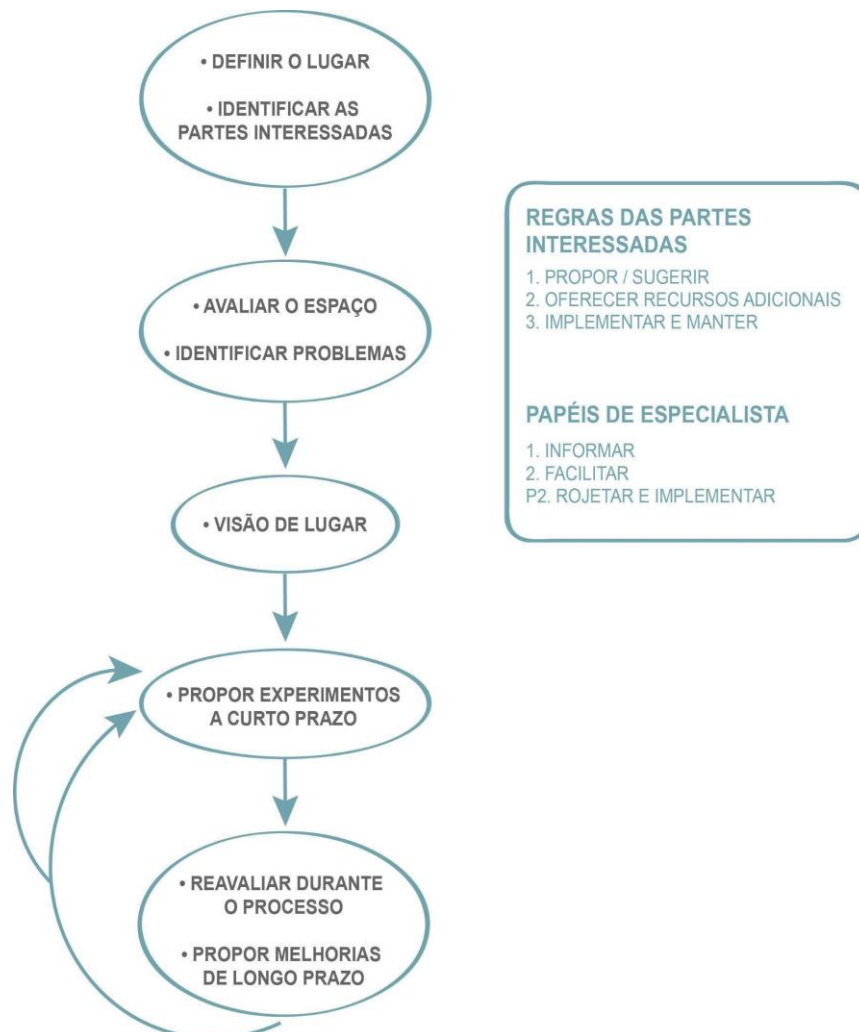 • DEFINIR O LUGAR
• IDENTIFICAR AS
PARTES INTERESSADAS
• AVALIAR O ESPAÇO
• IDENTIFICAR PROBLEMAS
• VISÃO DE LUGAR
• PROPOR EXPERIMENTOS
A CURTO PRAZO
• REAVALIAR DURANTE
O PROCESSO
• PROPOR MELHORIAS
DE LONGO PRAZO
REGRAS DAS PARTES
INTERESSADAS
1. PROPOR / SUGERIR
2. OFERECER RECURSOS ADICIONAIS
3. IMPLEMENTAR E MANTER
PAPÉIS DE ESPECIALISTA
1. INFORMAR
2. FACILITAR
P2. ROJETAR E IMPLEMENTAR